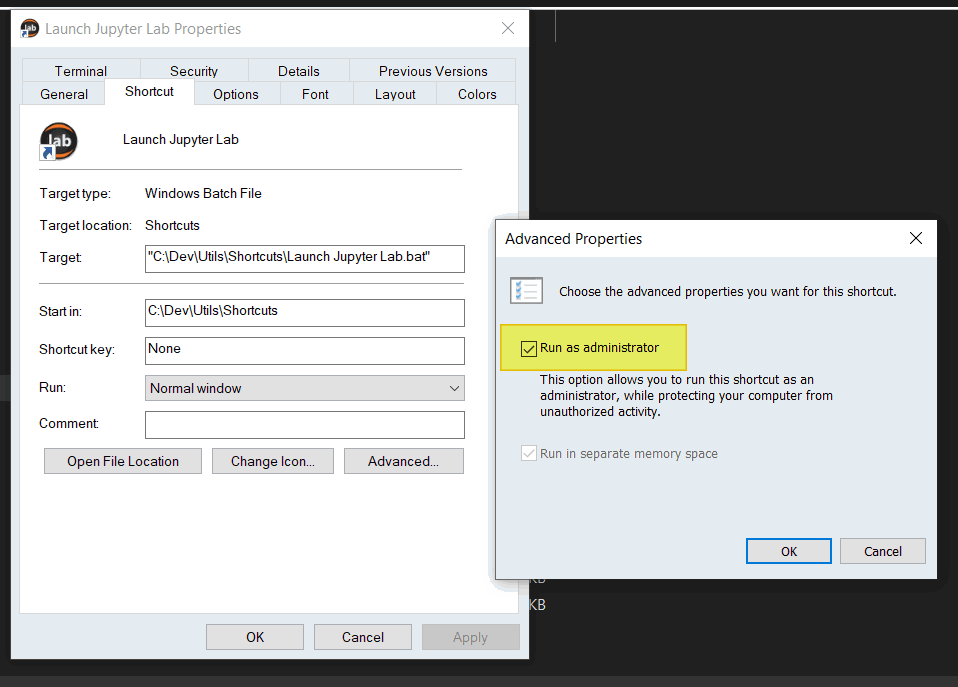 lab
Launch Jupyter Lab Properties
Terminal
Security
Details
Previous Versions
General
Shortcut
Options
Font
Layout
Colors
lab
Launch Jupyter Lab
Target type:
Windows Batch File
Target location:
Shortcuts
Target:
"C:\Dev\Utils\Shortcuts\Launch Jupyter Lab.bat"
Start in:
C:\Dev\Utils\Shortcuts
Shortcut key:
None
Run:
Normal window
Comment:
Open File Location
Change Icon...
Advanced...
OK
Cancel
Apply
Advanced Properties
Choose the advanced properties you want for this shortcut.
Run as administrator
This option allows you to run this shortcut as an
administrator, while protecting your computer from
unauthorized activity.
Run in separate memory space
OK
Cancel
KB
KB